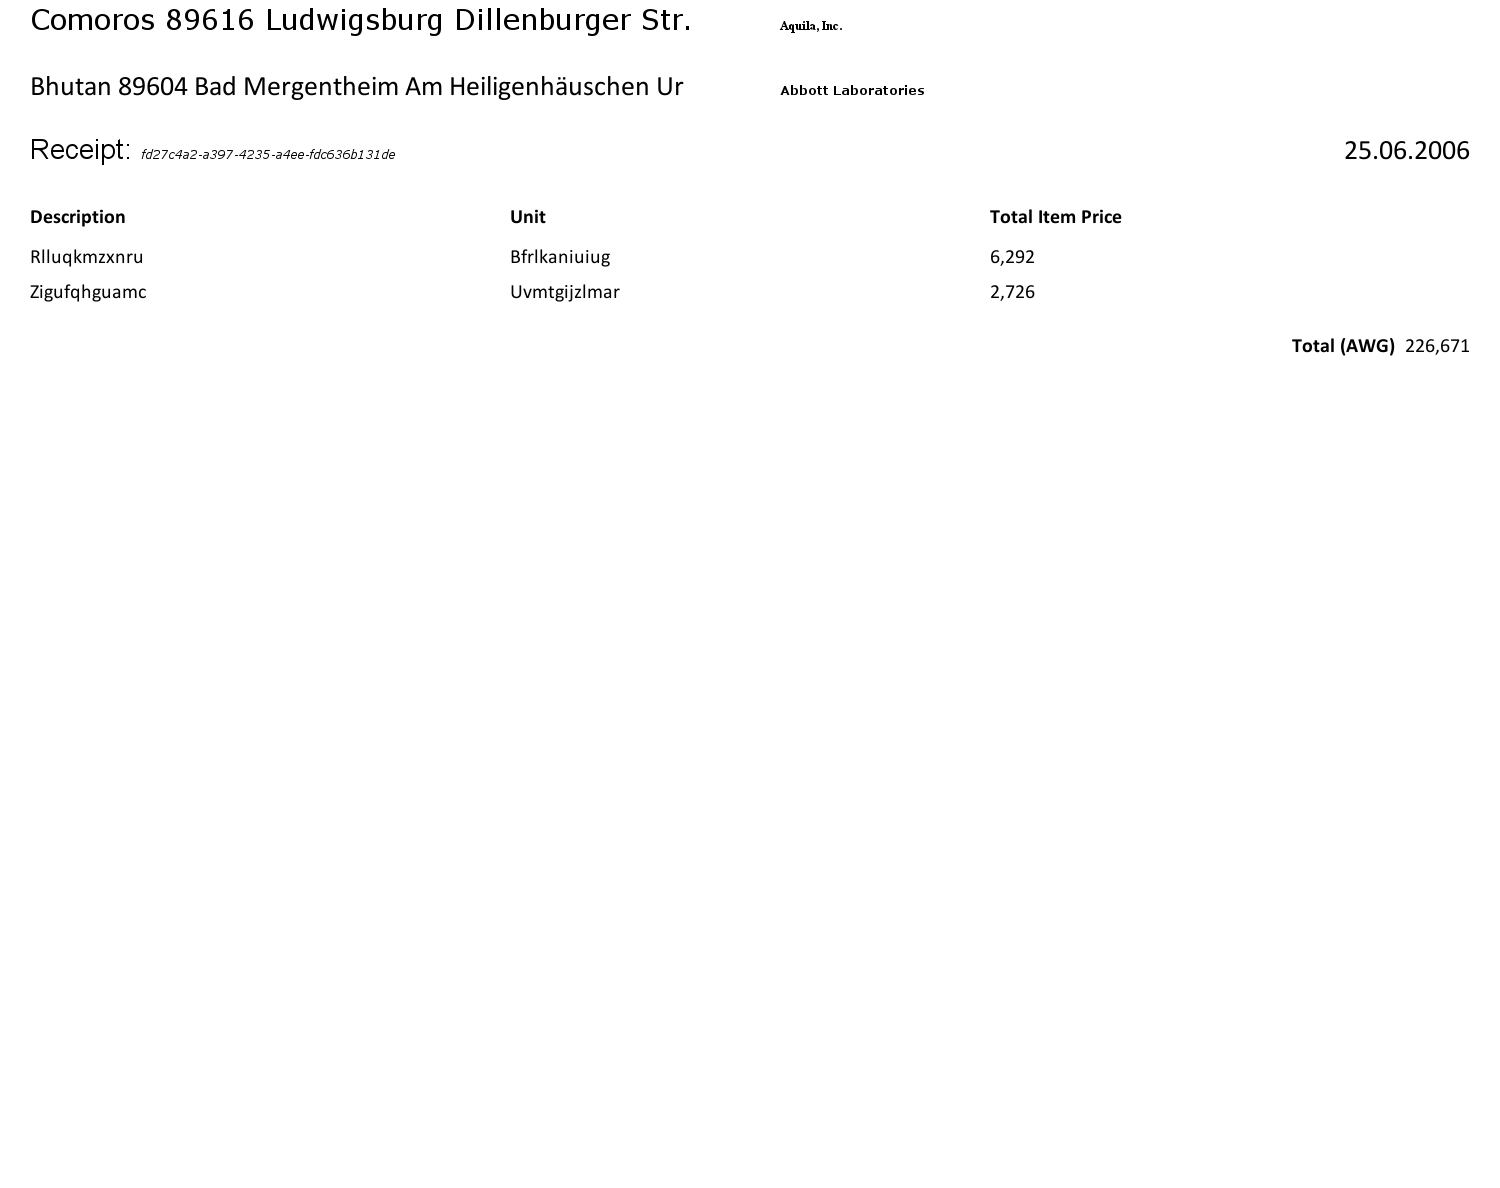 Comoros 89616 Ludwigsburg Dillenburger Str. Aquila, Inc.
Bhutan 89604 Bad Mergentheim Am Heiligenhäuschen Ur Abbott Laboratories
Receipt: fd27c4a2-a397-4235-a4ee-fdc636b131de 25.06.2006
Description Unit Total Item Price
Rlluqkmzxnru Bfrlkaniuiug 6,292
Zigufqhguamc Uvmtgijzlmar 2,726
Total (AWG) 226,671